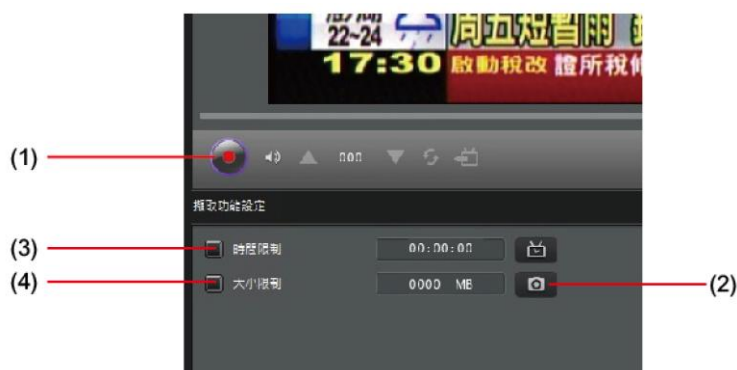 22~24
周五短暫雨
17:30 啟動稅改 證所稅
(1)
000
擷取功能設定
(3) 時間限制 00:00:00
(4) 大小限制 0000 MB (2)